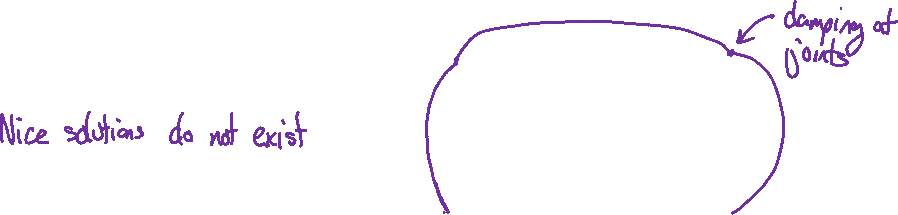 damping at
joints
Nice solutions do not exist